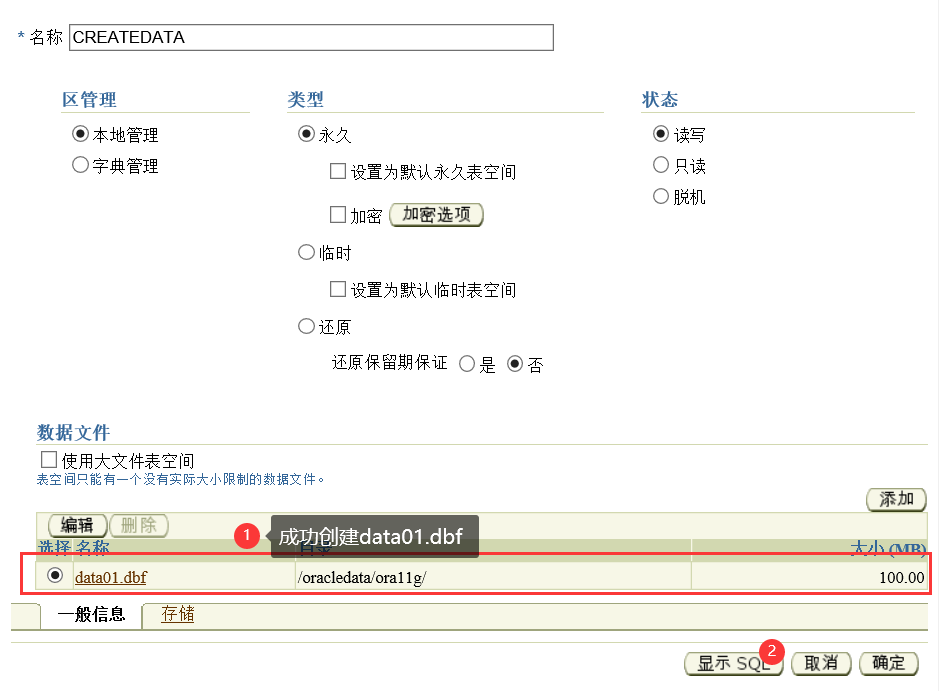 * 名称 CREATEDATA
区管理 类型 状态
本地管理 永久 读写
字典管理 设置为默认永久表空间 只读
加密 加密选项 脱机
临时
设置为默认临时表空间
还原
还原保留期保证 是 否
数据文件
使用大文件表空间
表空间只能有一个没有实际大小限制的数据文件。
添加
编辑 删除 1 成功创建data01.dbf
选择 名称 目录 大小 (MB)
data01.dbf /oracledata/ora11g/ 100.00
一般信息 存储
显示 SQL 2 取消 确定